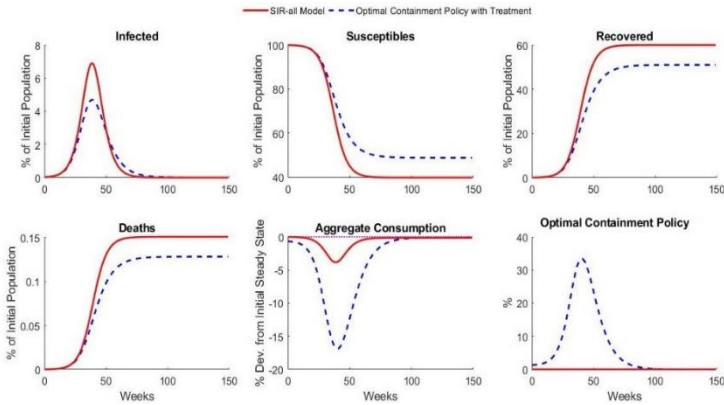 SIR-all Model Optimal Containment Policy with Treatment
Infected Susceptibles Recovered
% of Initial Population
8
6
4
2
0
0 50 100 150
% of Initial Population
100
80
60
40
0 50 100 150
% of Initial Population
60
40
20
0
0 50 100 150
Deaths Aggregate Consumption Optimal Containment Policy
% of Initial Population
0.15
0.1
0.05
0
0 50 100 150
Weeks
% Dev. from Initial Steady State
0
-5
-10
-15
-20
0 50 100 150
Weeks
%
40
30
20
10
0
0 50 100 150
Weeks